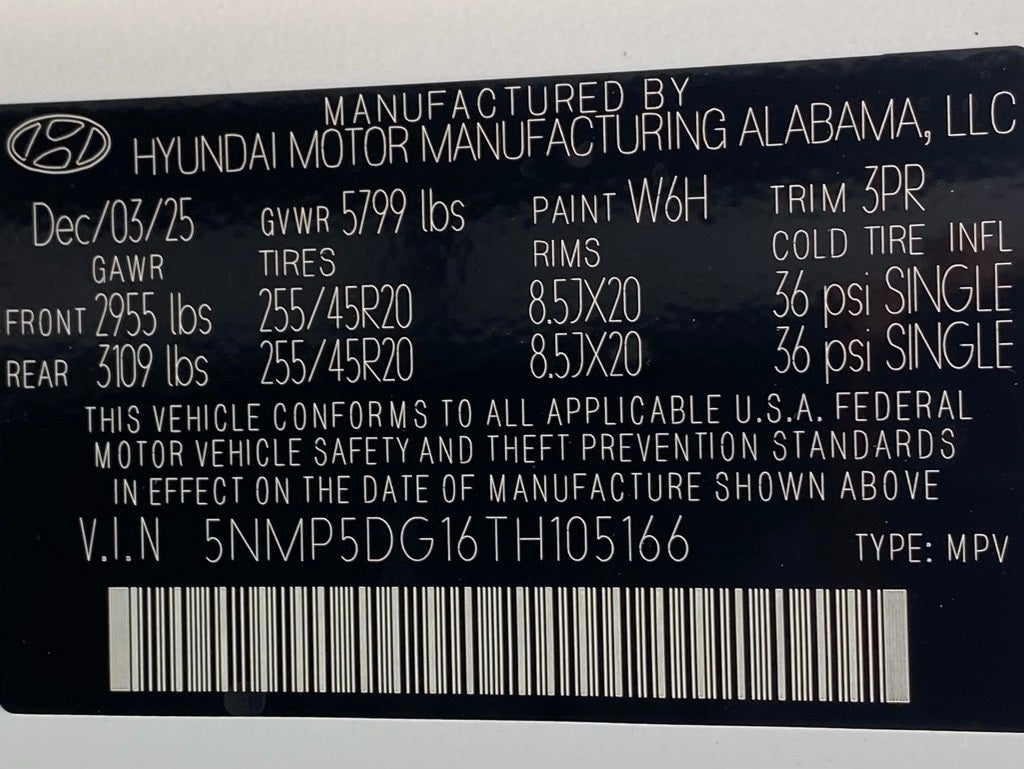 MANUFACTURED BY
HYUNDAI MOTOR MANUFACTURING ALABAMA, LLC
Dec/03/25 GVWR 5799 lbs PAINT W6H TRIM 3PR
GAWR TIRES RIMS COLD TIRE INFL
FRONT 2955 lbs 255/45R20 8.5JX20 36 psi SINGLE
REAR 3109 lbs 255/45R20 8.5JX20 36 psi SINGLE
THIS VEHICLE CONFORMS TO ALL APPLICABLE U.S.A. FEDERAL
MOTOR VEHICLE SAFETY AND THEFT PREVENTION STANDARDS
IN EFFECT ON THE DATE OF MANUFACTURE SHOWN ABOVE
V.I.N 5NMP5DG16TH105166 TYPE: MPV